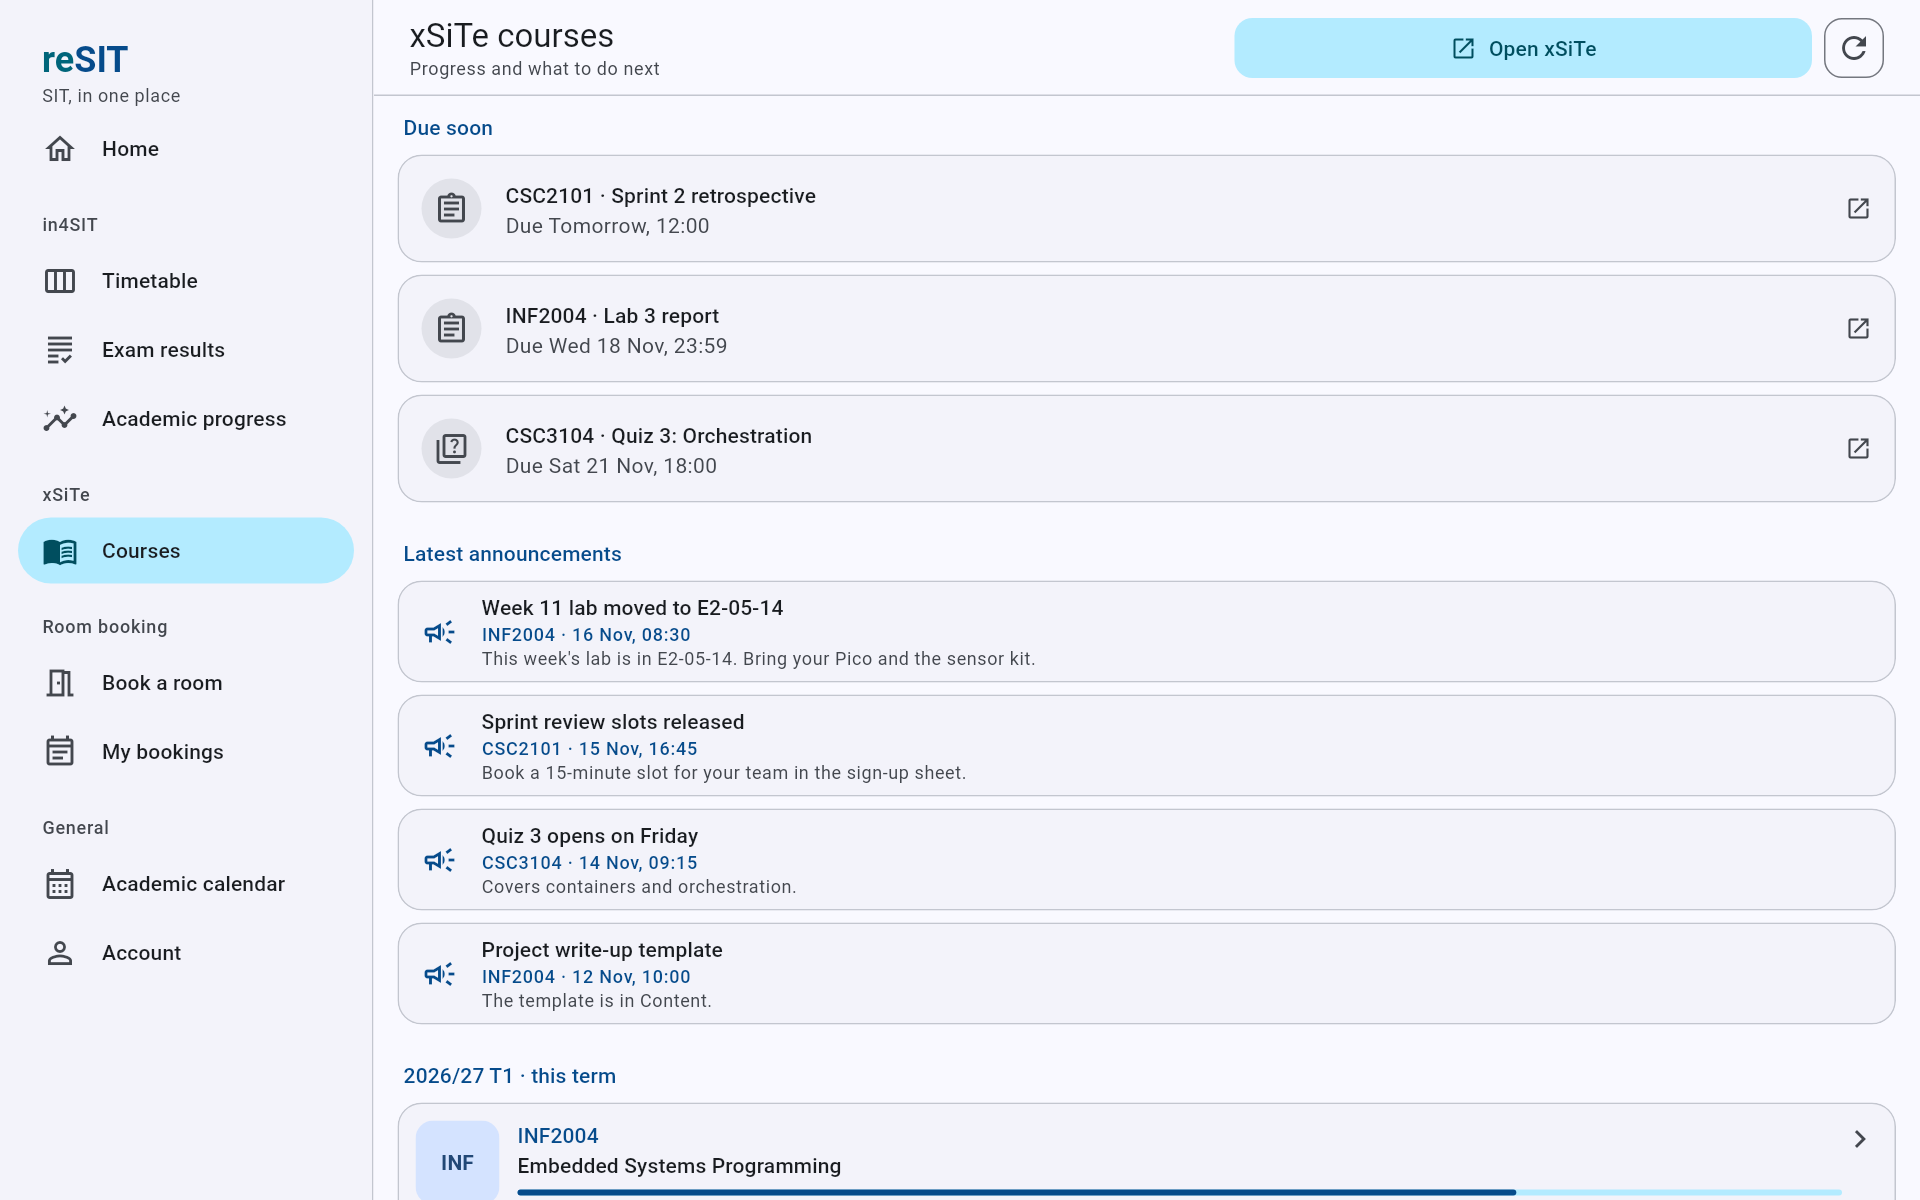 reSIT
SIT, in one place
Home
in4SIT
Timetable
Exam results
Academic progress
xSiTe
Courses
Room booking
Book a room
My bookings
General
Academic calendar
Account
xSiTe courses
Progress and what to do next
Open xSiTe
Due soon
CSC2101 · Sprint 2 retrospective
Due Tomorrow, 12:00
INF2004 · Lab 3 report
Due Wed 18 Nov, 23:59
CSC3104 · Quiz 3: Orchestration
Due Sat 21 Nov, 18:00
Latest announcements
Week 11 lab moved to E2-05-14
INF2004 · 16 Nov, 08:30
This week's lab is in E2-05-14. Bring your Pico and the sensor kit.
Sprint review slots released
CSC2101 · 15 Nov, 16:45
Book a 15-minute slot for your team in the sign-up sheet.
Quiz 3 opens on Friday
CSC3104 · 14 Nov, 09:15
Covers containers and orchestration.
Project write-up template
INF2004 · 12 Nov, 10:00
The template is in Content.
2026/27 T1 · this term
INF
INF2004
Embedded Systems Programming